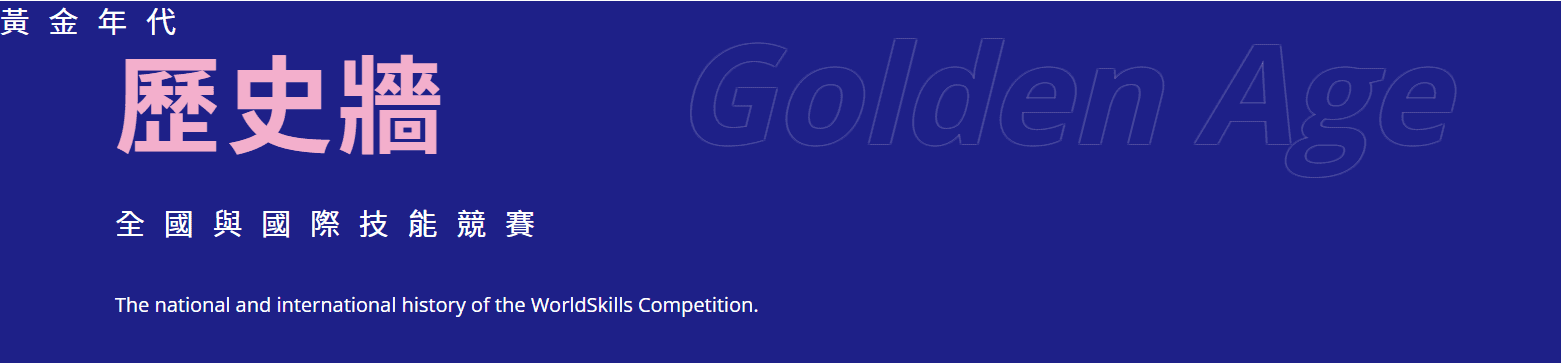 黃金年代
歷史牆
Golden Age
全國與國際技能競賽
The national and international history of the WorldSkills Competition.